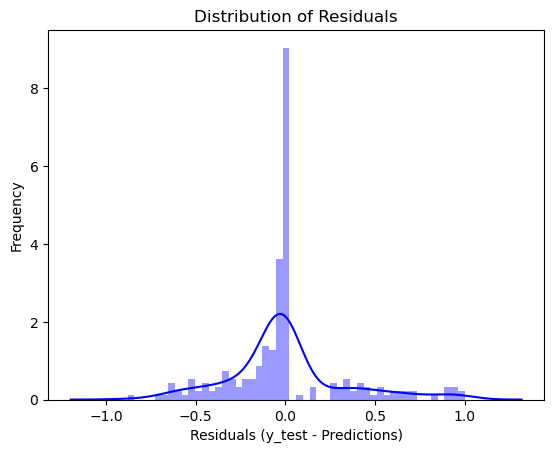 Distribution of Residuals
Frequency
8
6
4
2
0
−1.0 −0.5 0.0 0.5 1.0
Residuals (y_test - Predictions)